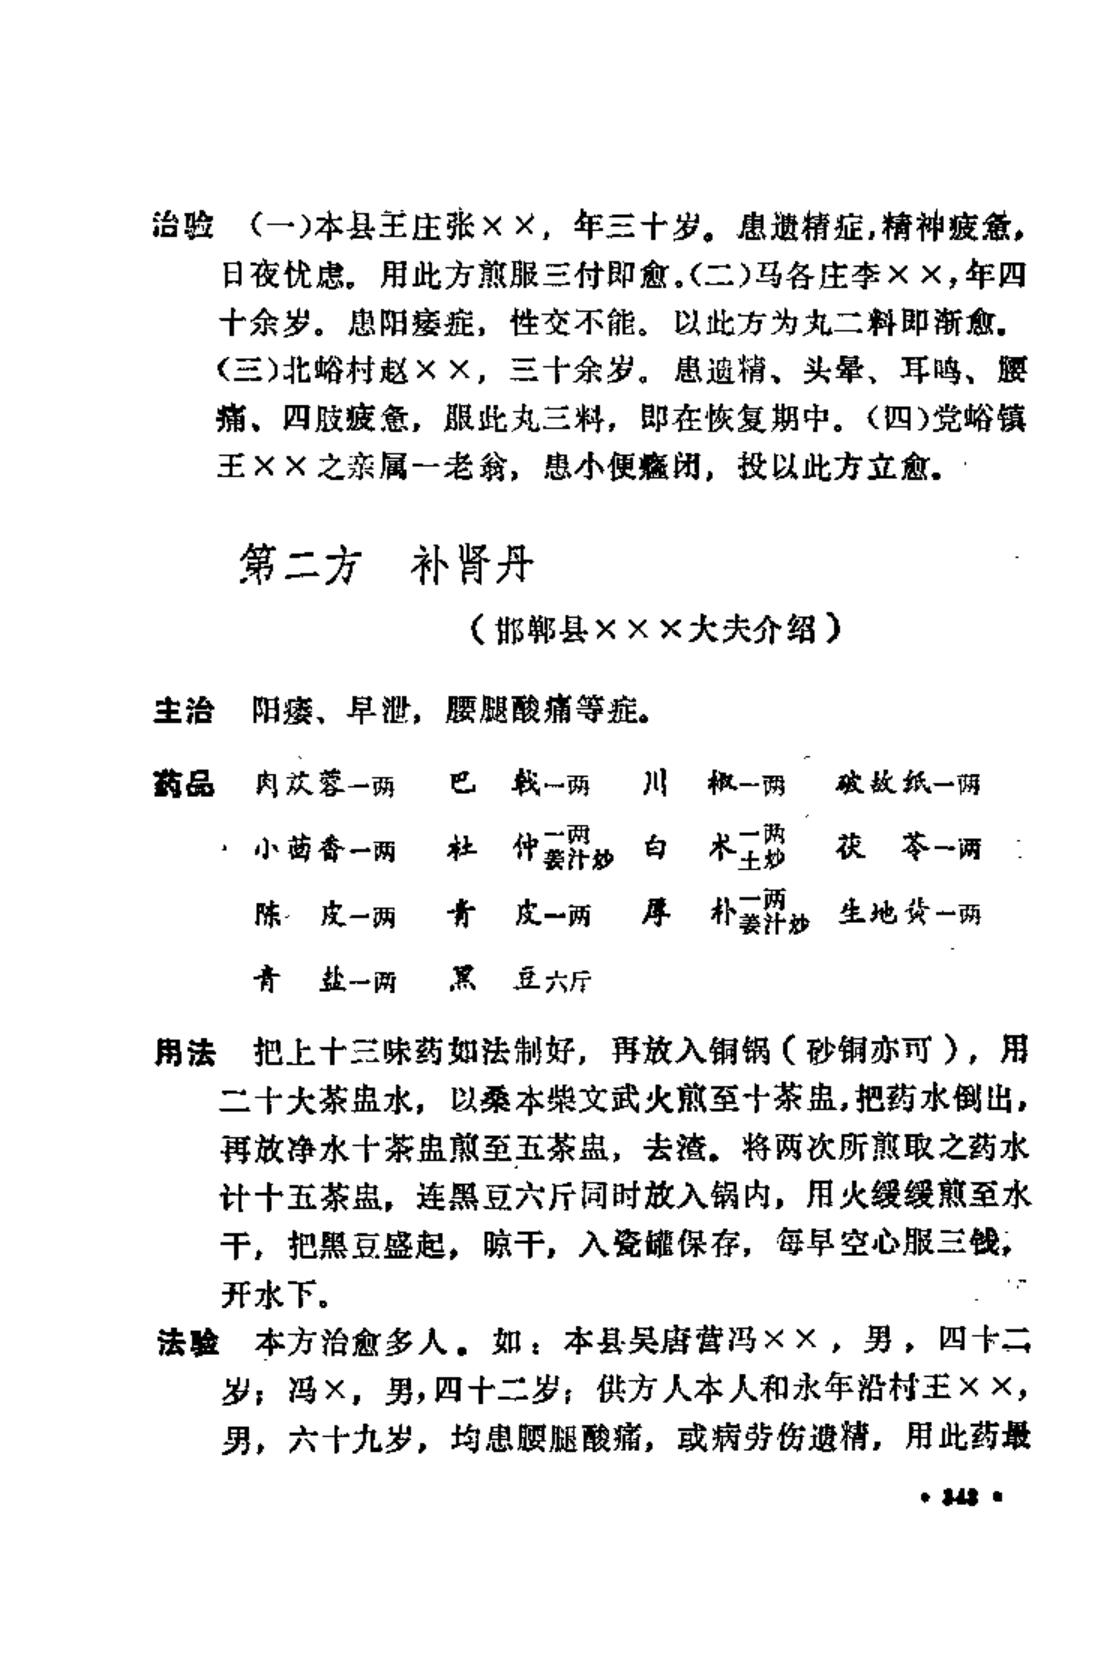 治验 （一）本县王庄张××，年三十岁。患遗精症，精神疲惫，
日夜忧虑。用此方煎服三付即愈。（二）马各庄李××，年四
十余岁。患阳痿症，性交不能。以此方为丸二料即渐愈。
（三）北峪村赵××，三十余岁。患遗精、头晕、耳鸣、腰
痛、四肢疲惫，服此丸三料，即在恢复期中。（四）党峪镇
王××之亲属一老翁，患小便癃闭，投以此方立愈。
第二方 补肾丹
（邯郸县×××大夫介绍）
主治 阳痿、早泄，腰腿酸痛等症。
药品 肉苁蓉一两 巴戟一两 川椒一两 破故纸一两
小茴香一两 杜仲一两姜汁炒 白术一两土炒 茯苓一两
陈皮一两 青皮一两 厚朴一两姜汁炒 生地黄一两
青盐一两 黑豆六斤
用法 把上十三味药如法制好，再放入铜锅（砂铜亦可），用
二十大茶盅水，以桑本柴文武火煎至十茶盅，把药水倒出，
再放净水十茶盅煎至五茶盅，去渣。将两次所煎取之药水
计十五茶盅，连黑豆六斤同时放入锅内，用火缓缓煎至水
干，把黑豆盛起，晾干，入瓷罐保存，每早空心服三钱，
开水下。
法验 本方治愈多人。如：本县吴唐营冯××，男，四十二
岁；冯×，男，四十二岁；供方人本人和永年沿村王××，
男，六十九岁，均患腰腿酸痛，或病劳伤遗精，用此药最
• 343 •